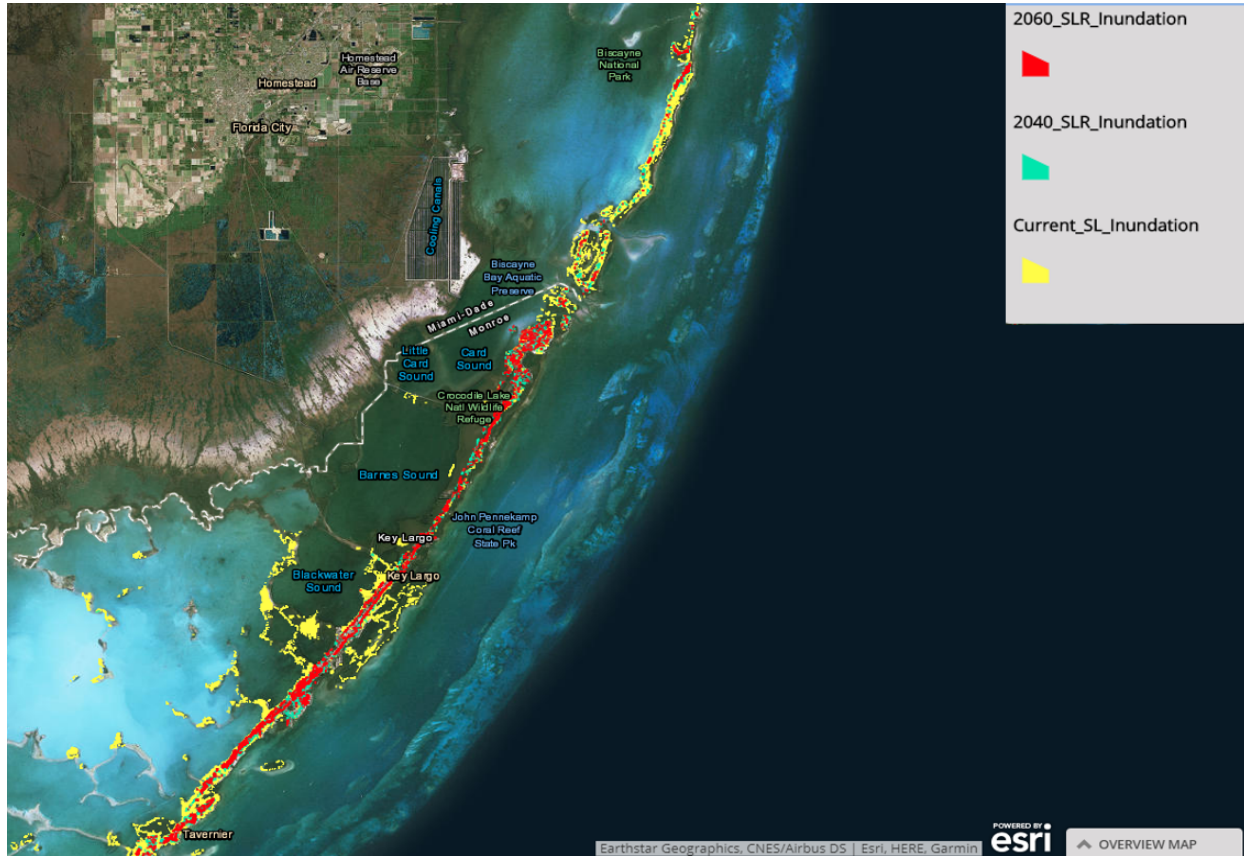 2060_SLR_Inundation
2040_SLR_Inundation
Current_SL_Inundation
Biscayne
National
Park
Homestead
Air Reserve
Base
Homestead
Florida City
Cooling Canals
Biscayne
Bay Aquatic
Preserve
Miami-Dade
Monroe
Little
Card
Sound
Card
Sound
Crocodile Lake
Natl Wildlife
Refuge
Barnes Sound
John Pennekamp
Coral Reef
State Pk
Key Largo
Key Largo
Blackwater
Sound
Tavernier
Earthstar Geographics, CNES/Airbus DS | Esri, HERE, Garmin
POWERED BY
esri
OVERVIEW MAP